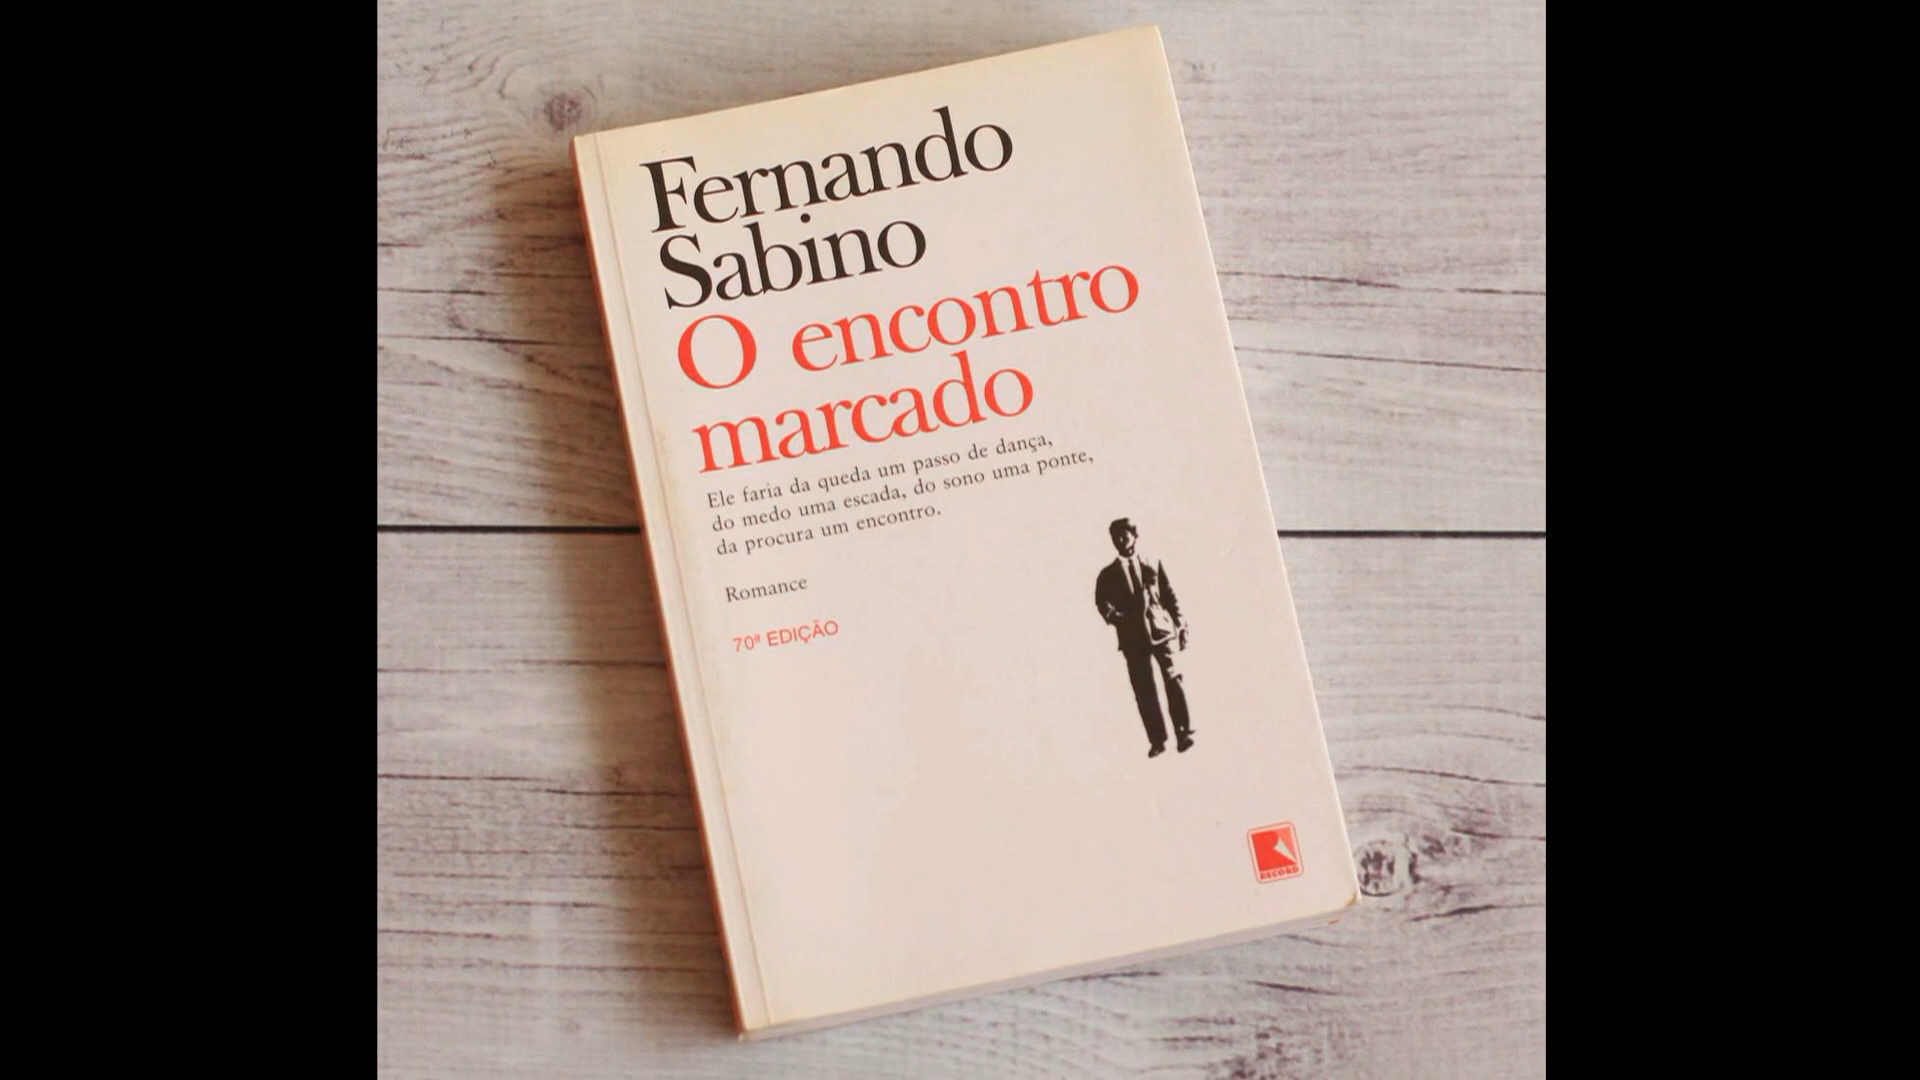 Fernando
Sabino
O encontro
marcado
Ele faria da queda um passo de dança,
do medo uma escada, do sono uma ponte,
da procura um encontro.
Romance
70ª EDIÇÃO
RECORD